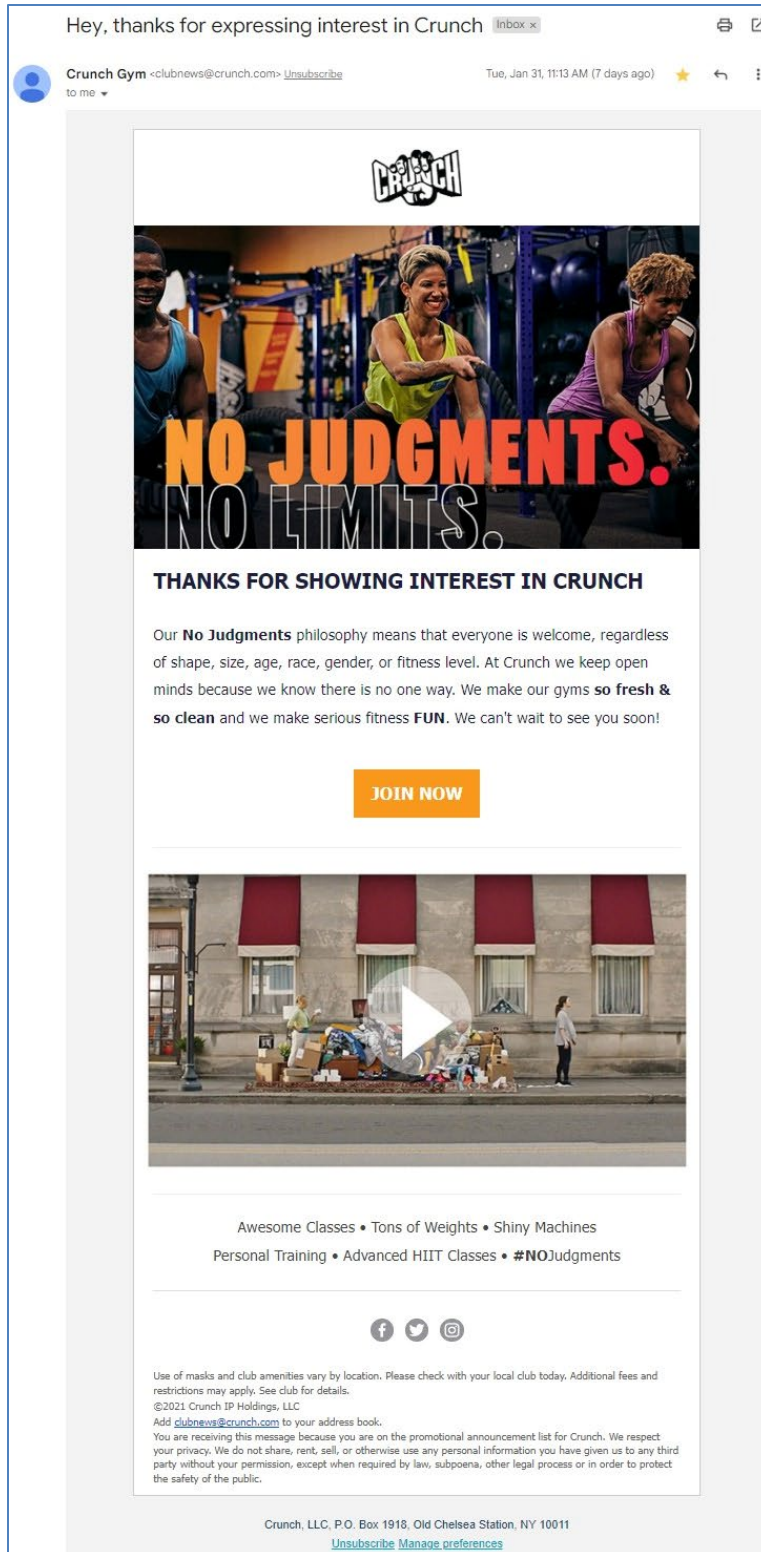 Hey, thanks for expressing interest in Crunch Inbox ×
Crunch Gym <clubnews@crunch.com> Unsubscribe Tue, Jan 31, 11:13 AM (7 days ago)
to me
CRUNCH
NO JUDGMENTS.
NO LIMITS.
THANKS FOR SHOWING INTEREST IN CRUNCH
Our No Judgments philosophy means that everyone is welcome, regardless
of shape, size, age, race, gender, or fitness level. At Crunch we keep open
minds because we know there is no one way. We make our gyms so fresh &
so clean and we make serious fitness FUN. We can't wait to see you soon!
JOIN NOW
Awesome Classes • Tons of Weights • Shiny Machines
Personal Training • Advanced HIIT Classes • #NOJudgments
Use of masks and club amenities vary by location. Please check with your local club today. Additional fees and
restrictions may apply. See club for details.
©2021 Crunch IP Holdings, LLC
Add clubnews@crunch.com to your address book.
You are receiving this message because you are on the promotional announcement list for Crunch. We respect
your privacy. We do not share, rent, sell, or otherwise use any personal information you have given us to any third
party without your permission, except when required by law, subpoena, other legal process or in order to protect
the safety of the public.
Crunch, LLC, P.O. Box 1918, Old Chelsea Station, NY 10011
Unsubscribe Manage preferences